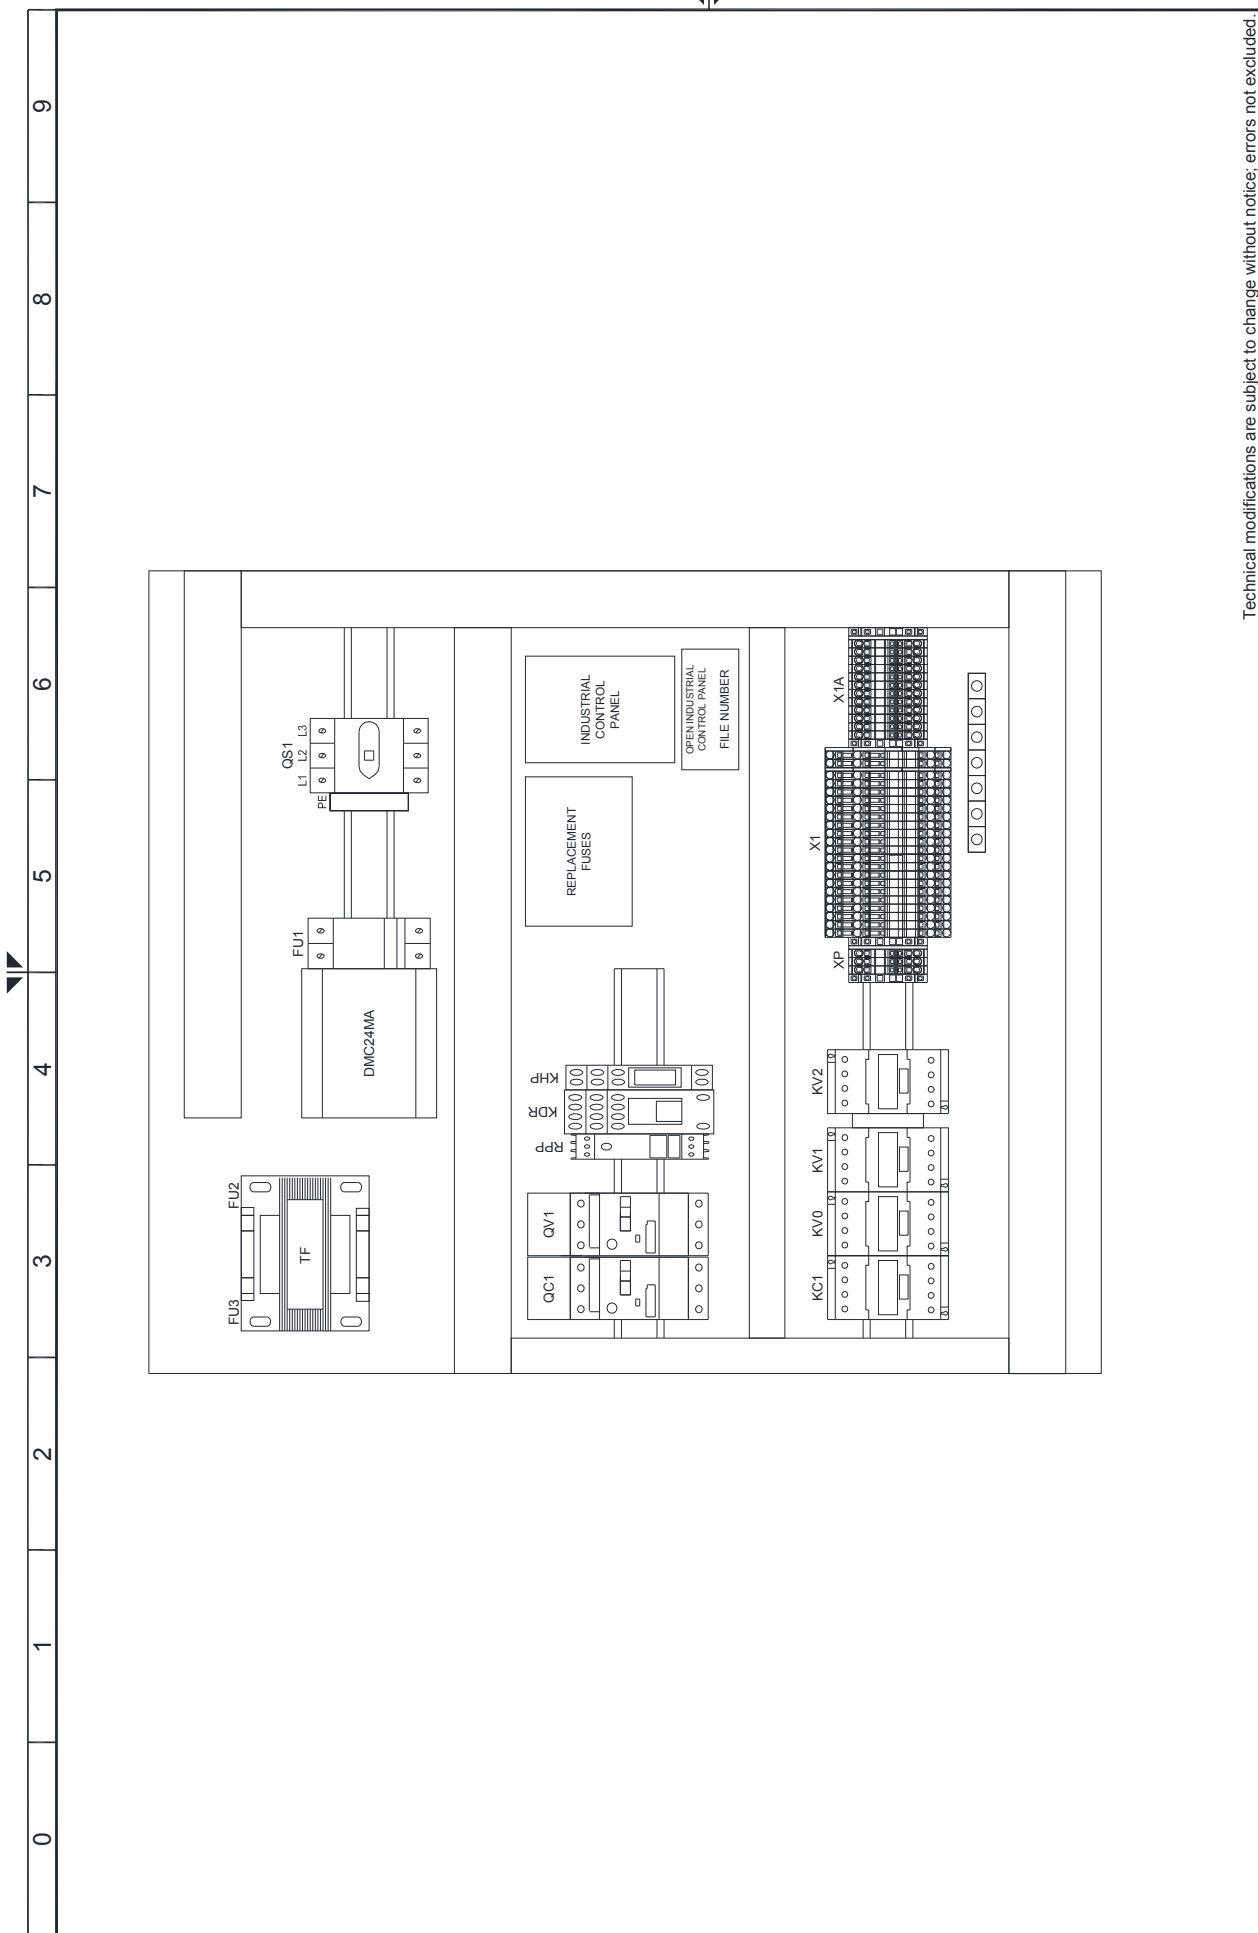 0
1
2
3
4
5
6
7
8
9
FU3
FU2
TF
DMC24MA
FU1
PE
L1
L2
L3
QS1
QC1
QV1
RPP
KDR
KHP
REPLACEMENT
FUSES
INDUSTRIAL
CONTROL
PANEL
OPEN INDUSTRIAL
CONTROL PANEL
FILE NUMBER
KC1
KV0
KV1
KV2
XP
X1
X1A
Technical modifications are subject to change without notice; errors not excluded.